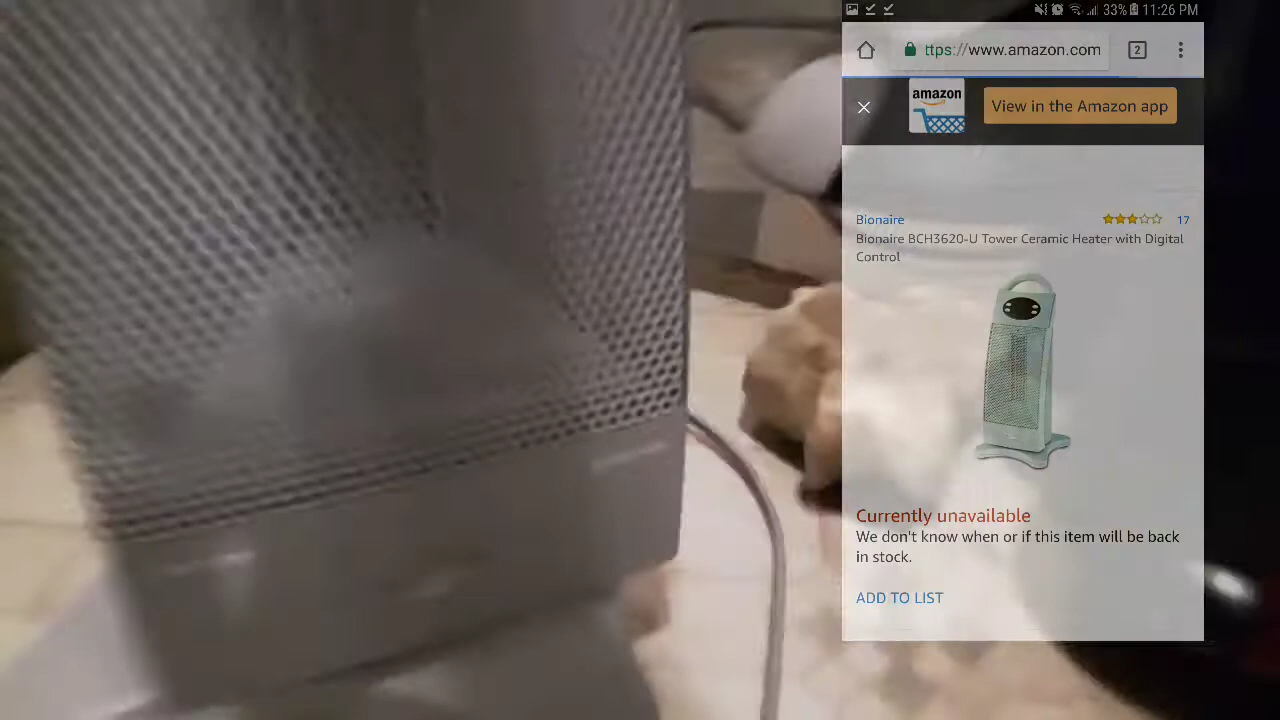 33% 11:26 PM
ttps://www.amazon.com 2
amazon
View in the Amazon app
Bionaire 17
Bionaire BCH3620-U Tower Ceramic Heater with Digital
Control
Currently unavailable
We don't know when or if this item will be back
in stock.
ADD TO LIST